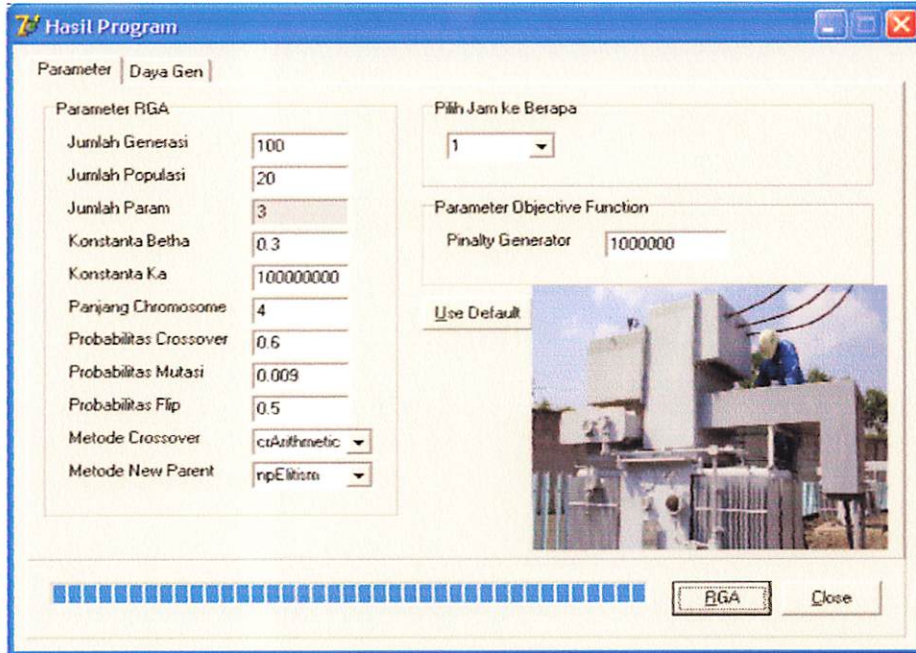 Hasil Program
Parameter
Daya Gen
Parameter RGA
Jumlah Generasi 100
Jumlah Populasi 20
Jumlah Param 3
Konstanta Betha 0.3
Konstanta Ka 100000000
Panjang Chromosome 4
Probabilitas Crossover 0.6
Probabilitas Mutasi 0.009
Probabilitas Flip 0.5
Metode Crossover crArithmetic
Metode New Parent npElitism
Pilih Jam ke Berapa
1
Parameter Objective Function
Pinalty Generator 1000000
Use Default
RGA
Close